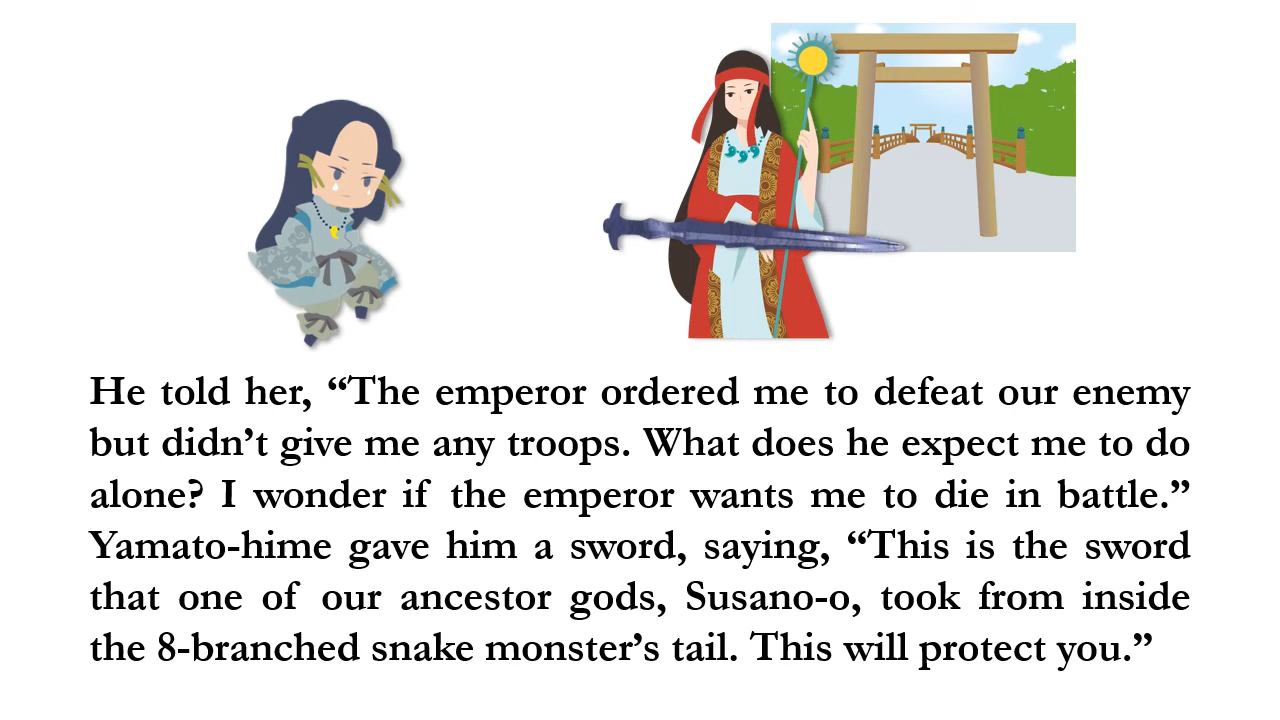 He told her, “The emperor ordered me to defeat our enemy
but didn’t give me any troops. What does he expect me to do
alone? I wonder if the emperor wants me to die in battle.”
Yamato-hime gave him a sword, saying, “This is the sword
that one of our ancestor gods, Susano-o, took from inside
the 8-branched snake monster’s tail. This will protect you.”